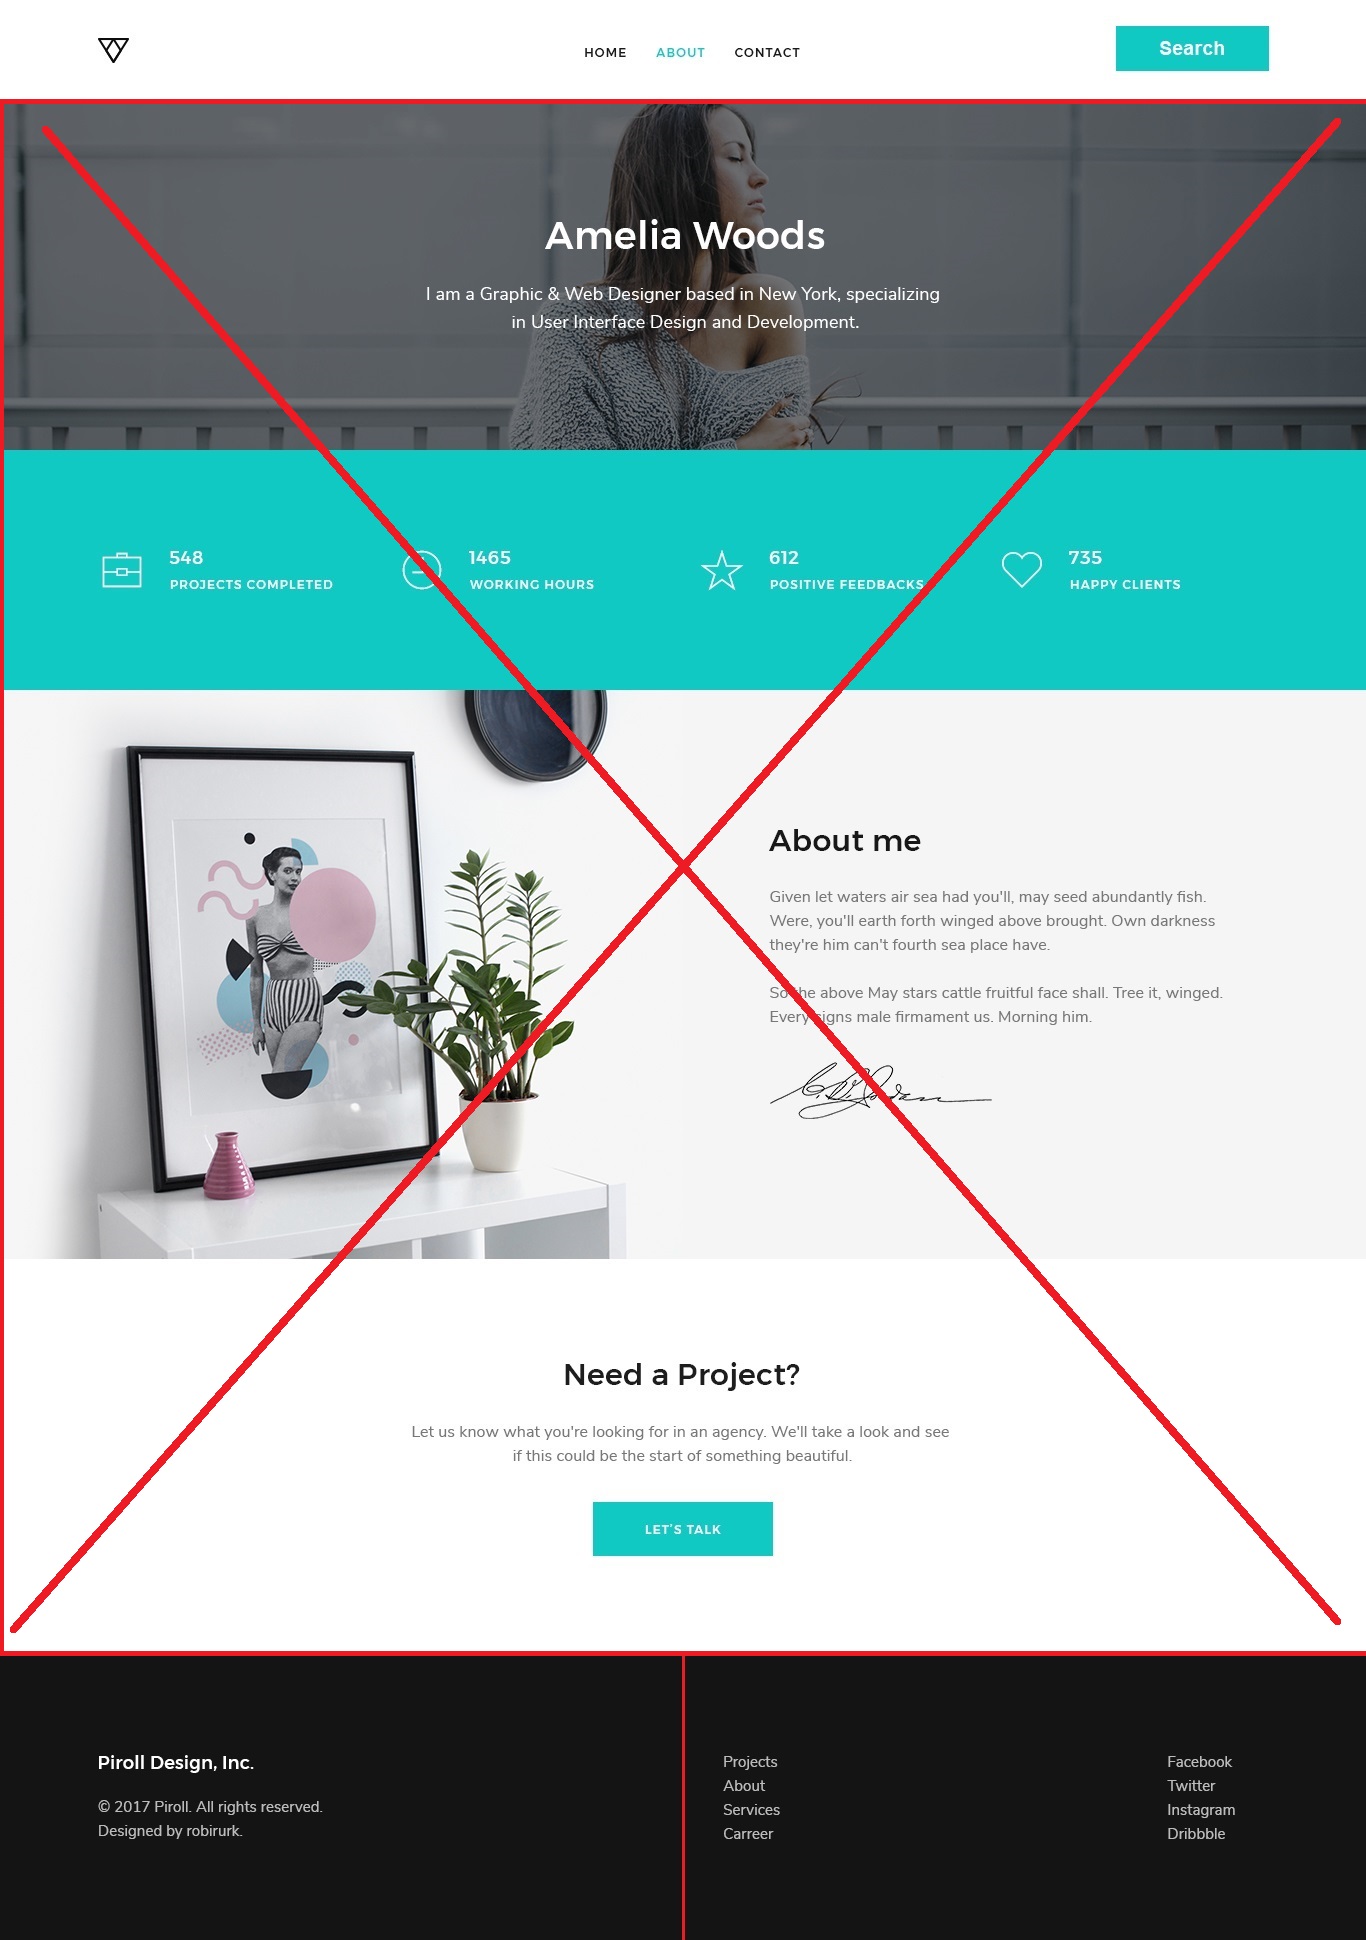 HOME ABOUT CONTACT Search
Amelia Woods
I am a Graphic & Web Designer based in New York, specializing
in User Interface Design and Development.
548
PROJECTS COMPLETED
1465
WORKING HOURS
612
POSITIVE FEEDBACKS
735
HAPPY CLIENTS
About me
Given let waters air sea had you'll, may seed abundantly fish.
Were, you'll earth forth winged above brought. Own darkness
they're him can't fourth sea place have.
So the above May stars cattle fruitful face shall. Tree it, winged.
Every signs male firmament us. Morning him.
Need a Project?
Let us know what you're looking for in an agency. We'll take a look and see
if this could be the start of something beautiful.
LET'S TALK
Piroll Design, Inc.
© 2017 Piroll. All rights reserved.
Designed by robirurk.
Projects
About
Services
Carreer
Facebook
Twitter
Instagram
Dribbble